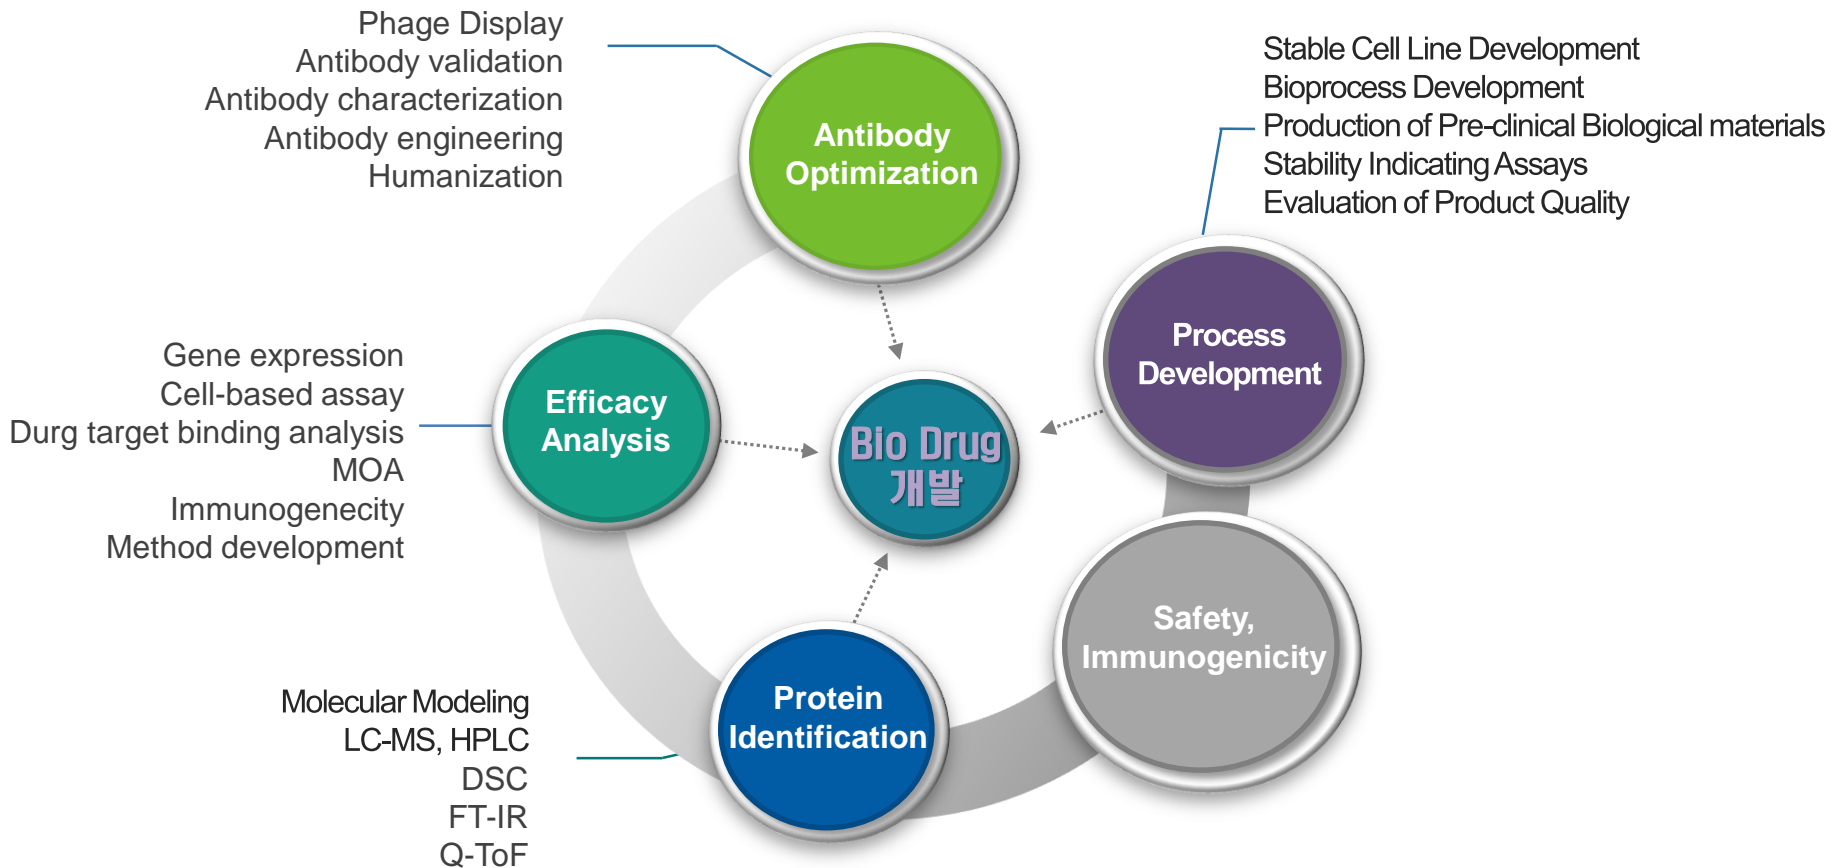 Phage Display
Antibody validation
Antibody characterization
Antibody engineering
Humanization
Antibody
Optimization
Stable Cell Line Development
Bioprocess Development
Production of Pre-clinical Biological materials
Stability Indicating Assays
Evaluation of Product Quality
Process
Development
Gene expression
Cell-based assay
Durg target binding analysis
MOA
Immunogenecity
Method development
Efficacy
Analysis
Bio Drug
개발
Safety,
Immunogenicity
Molecular Modeling
LC-MS, HPLC
DSC
FT-IR
Q-ToF
Protein
Identification